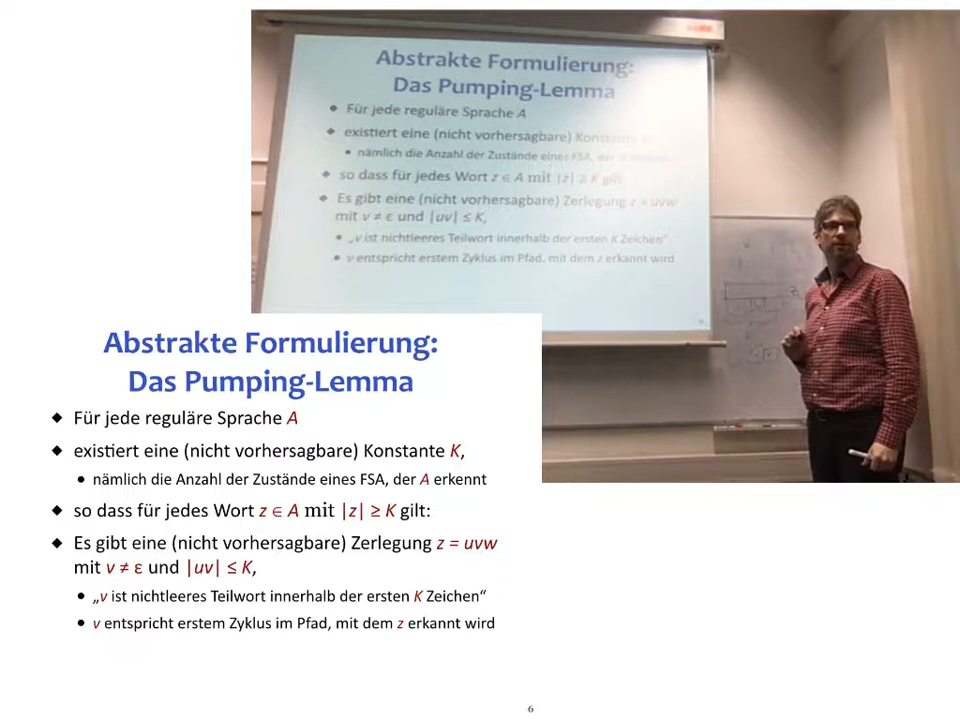 Abstrakte Formulierung:
Das Pumping-Lemma
Für jede reguläre Sprache A
existiert eine (nicht vorhersagbare) Konstante
nämlich die Anzahl der Zustände eines FSA, der
so dass für jedes Wort z ∈ A mit |z| ≥ K gilt:
Es gibt eine (nicht vorhersagbare) Zerlegung z = uvw
mit v ≠ ε und |uv| ≤ K,
„v ist nichtleeres Teilwort innerhalb der ersten K Zeichen“
v entspricht erstem Zyklus im Pfad, mit dem z erkannt wird
Abstrakte Formulierung:
Das Pumping-Lemma
Für jede reguläre Sprache A
existiert eine (nicht vorhersagbare) Konstante K,
nämlich die Anzahl der Zustände eines FSA, der A erkennt
so dass für jedes Wort z ∈ A mit |z| ≥ K gilt:
Es gibt eine (nicht vorhersagbare) Zerlegung z = uvw
mit v ≠ ε und |uv| ≤ K,
„v ist nichtleeres Teilwort innerhalb der ersten K Zeichen“
v entspricht erstem Zyklus im Pfad, mit dem z erkannt wird
6